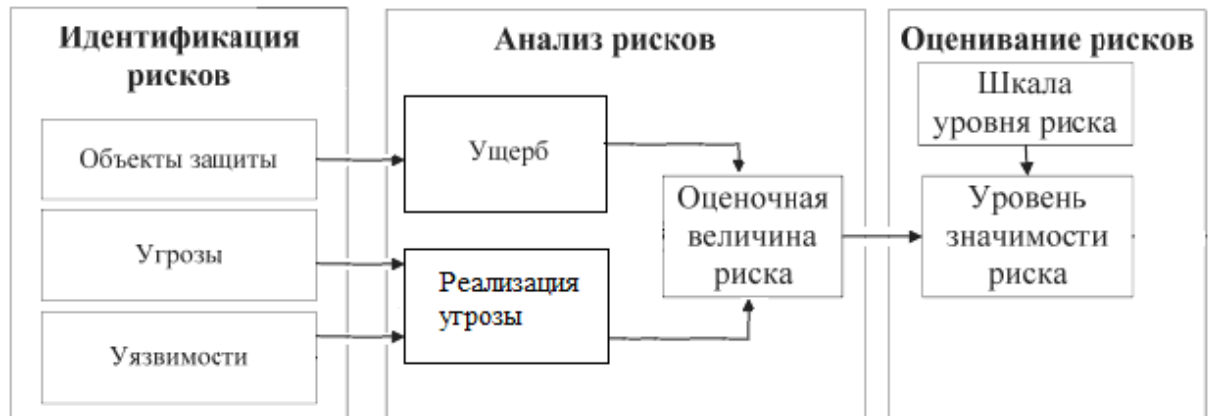 Идентификация
рисков
Объекты защиты
Угрозы
Уязвимости
Анализ рисков
Ущерб
Реализация
угрозы
Оценочная
величина
риска
Оценивание рисков
Шкала
уровня риска
Уровень
значимости
риска